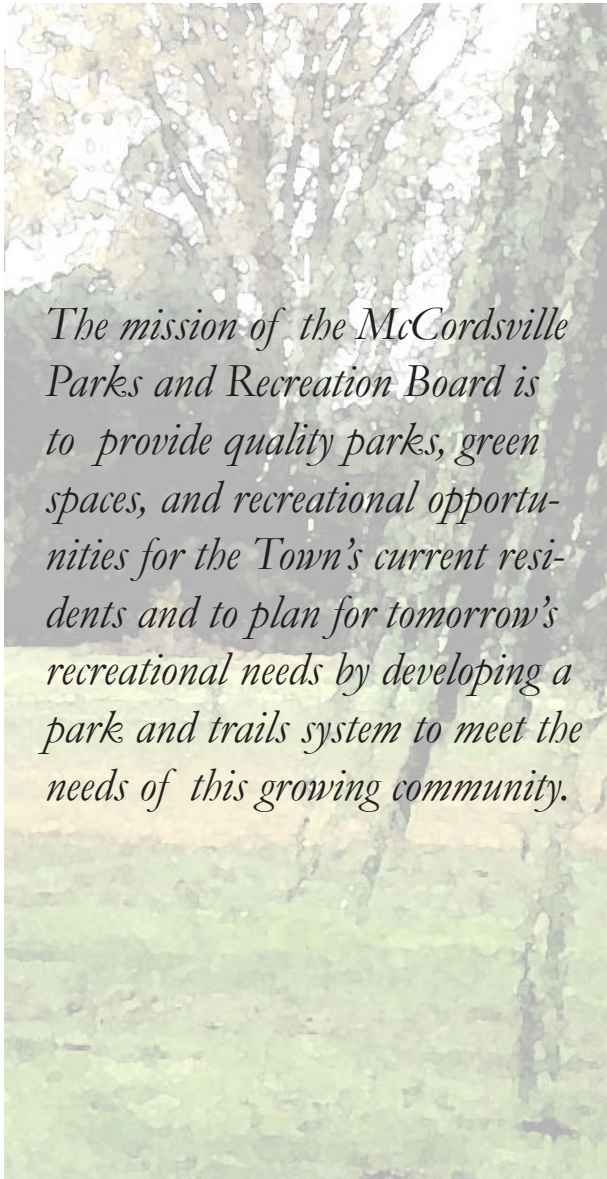 The mission of the McCordsville
Parks and Recreation Board is
to provide quality parks, green
spaces, and recreational opportu-
nities for the Town’s current resi-
dents and to plan for tomorrow’s
recreational needs by developing a
park and trails system to meet the
needs of this growing community.